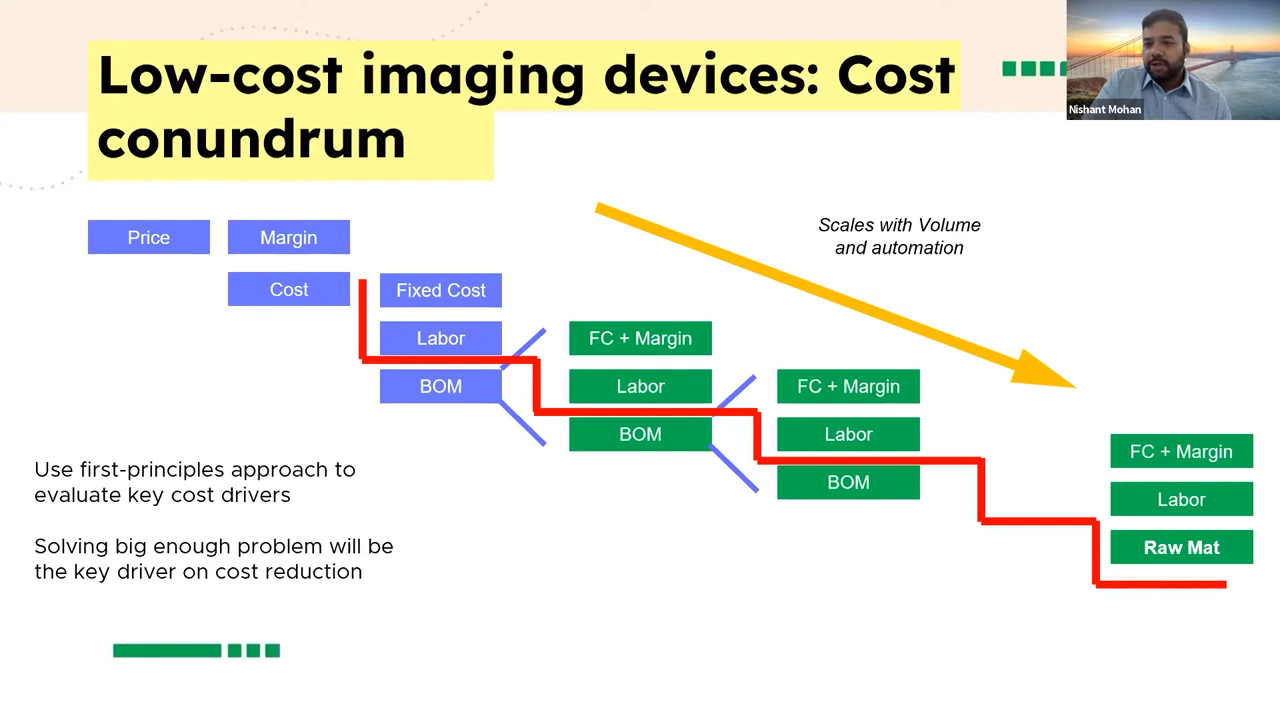 Low-cost imaging devices: Cost
conundrum
Nishant Mohan
Price
Margin
Cost
Fixed Cost
Labor
BOM
FC + Margin
Labor
BOM
FC + Margin
Labor
BOM
FC + Margin
Labor
Raw Mat
Scales with Volume
and automation
Use first-principles approach to
evaluate key cost drivers
Solving big enough problem will be
the key driver on cost reduction